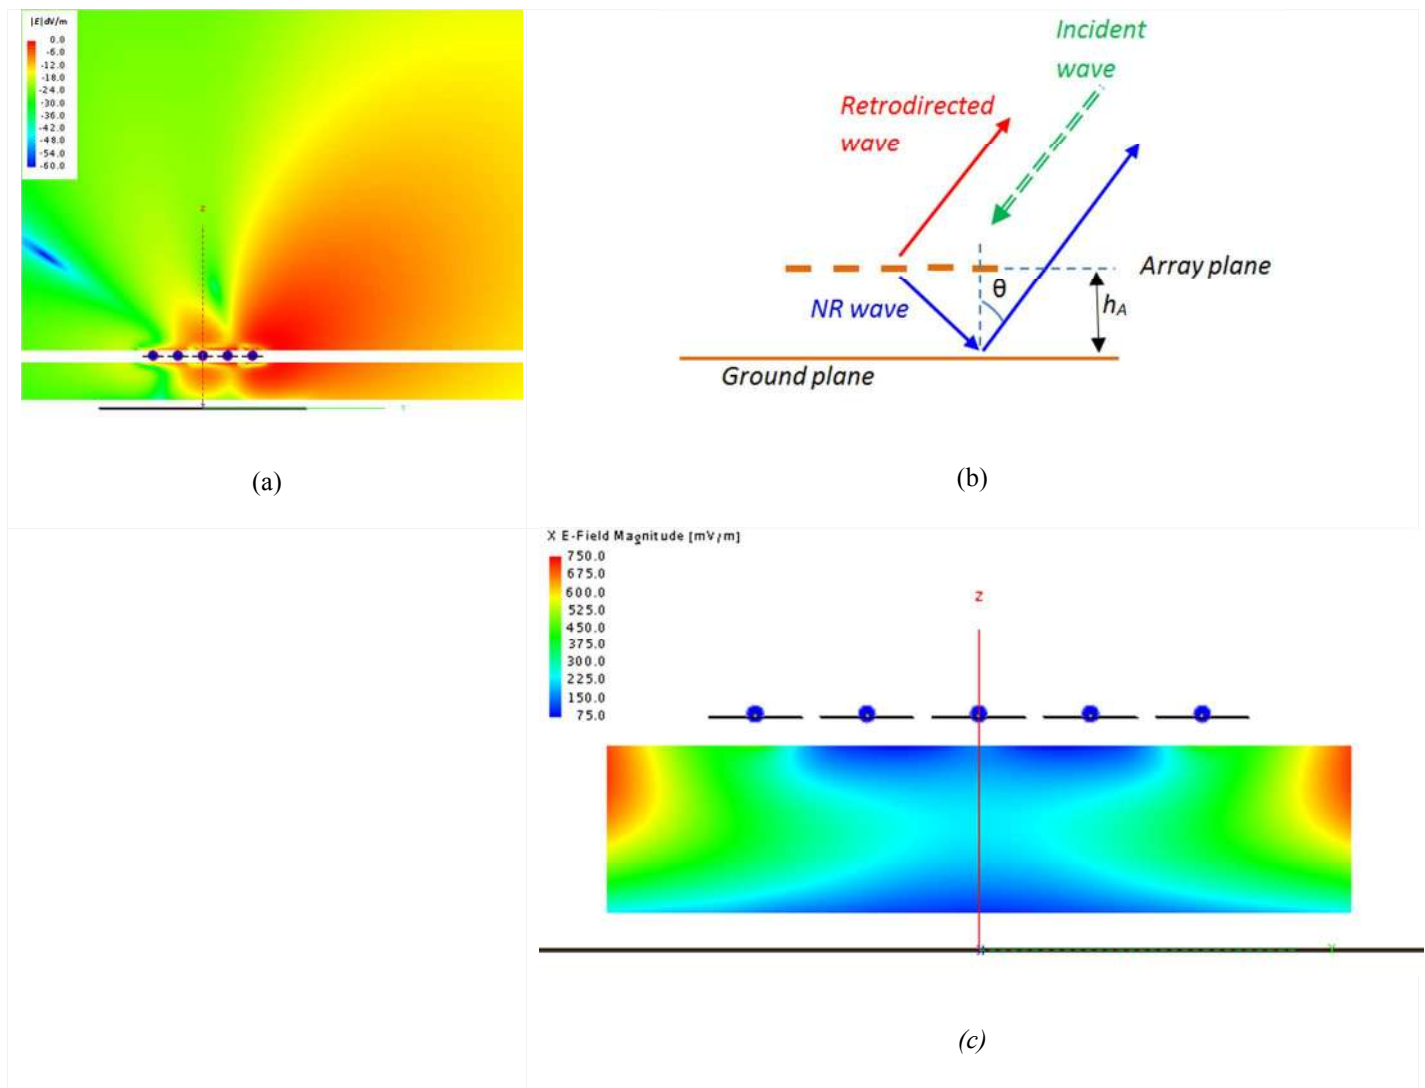 |E|dV/m
0.0
-6.0
-12.0
-18.0
-24.0
-30.0
-36.0
-42.0
-48.0
-54.0
-60.0
z
(a)
Incident
wave
Retrodirected
wave
Array plane
θ
NR wave
hA
Ground plane
(b)
X E-Field Magnitude [mV/m]
750.0
675.0
600.0
525.0
450.0
375.0
300.0
225.0
150.0
75.0
z
Y
(c)